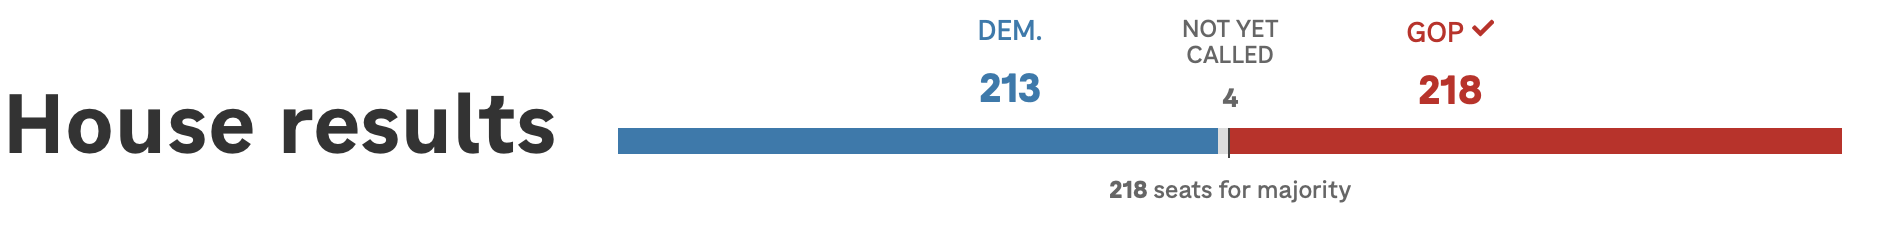 House results
DEM.
213
NOT YET
CALLED
4
GOP
218
218 seats for majority